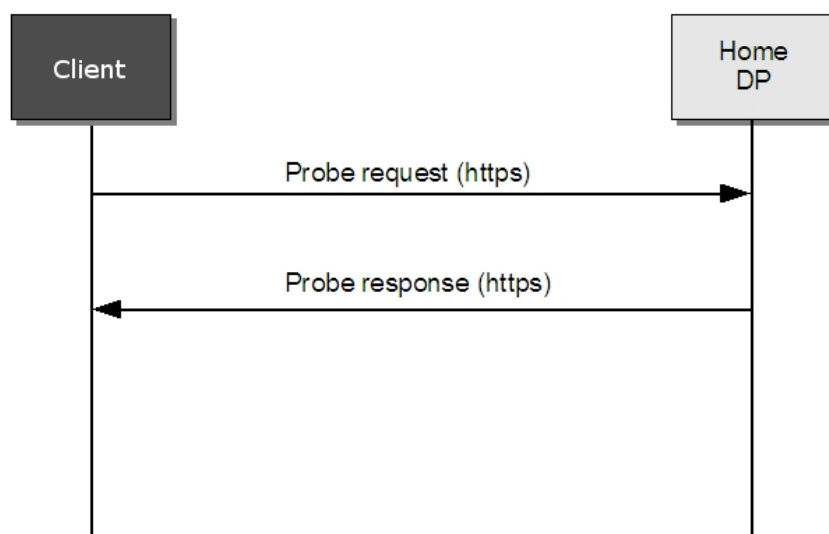 Client
Home
DP
Probe request (https)
Probe response (https)